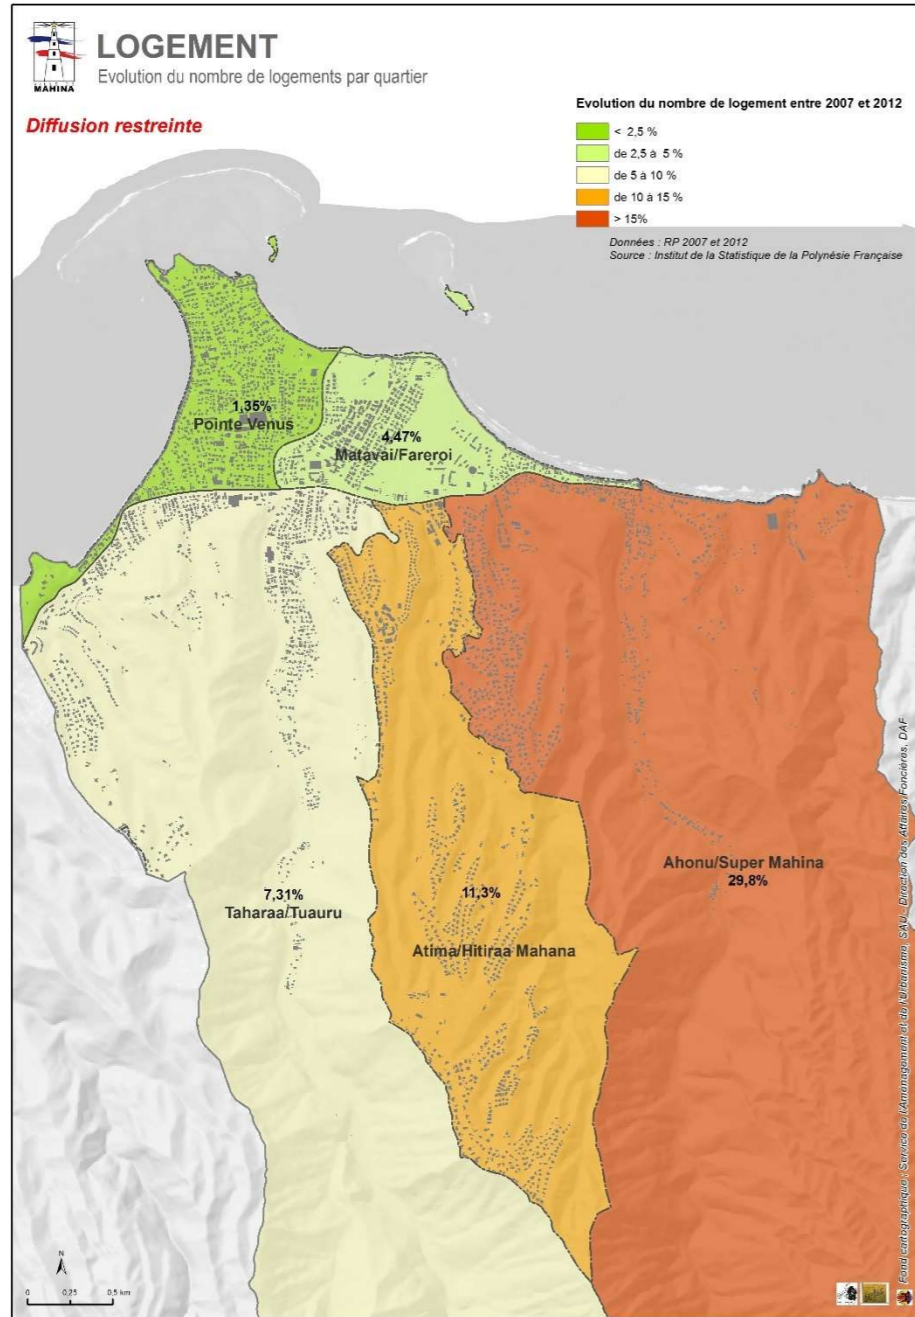 MAHINA
LOGEMENT
Evolution du nombre de logements par quartier
Diffusion restreinte
Evolution du nombre de logement entre 2007 et 2012
< 2,5 %
de 2,5 à 5 %
de 5 à 10 %
de 10 à 15 %
> 15%
Données : RP 2007 et 2012
Source : Institut de la Statistique de la Polynésie Française
1,35%
Pointe Venus
4,47%
Matavai/Fareroi
Ahonu/Super Mahina
29,8%
7,31%
Taharaa/Tuauru
11,3%
Atima/Hitiraa Mahana
Fond cartographique : Service de l'Aménagement et de l'Urbanisme, SAU - Direction des Affaires Foncières, DAF
N
0 0,25 0,5 km